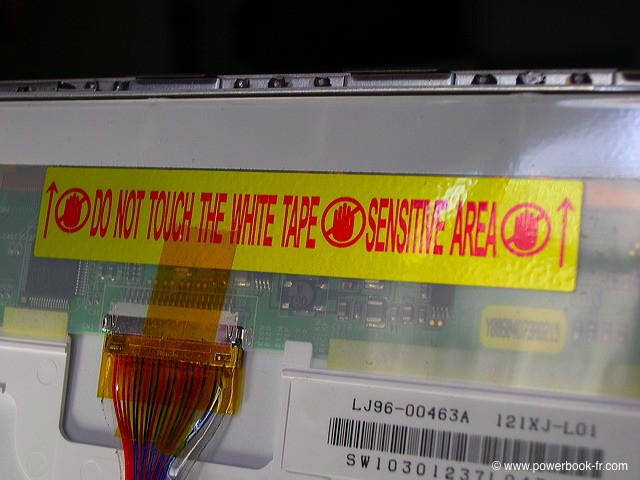 DO NOT TOUCH THE WHITE TAPE SENSITIVE AREA
LJ96-00463A 121XJ-L01
© www.powerbook-fr.com